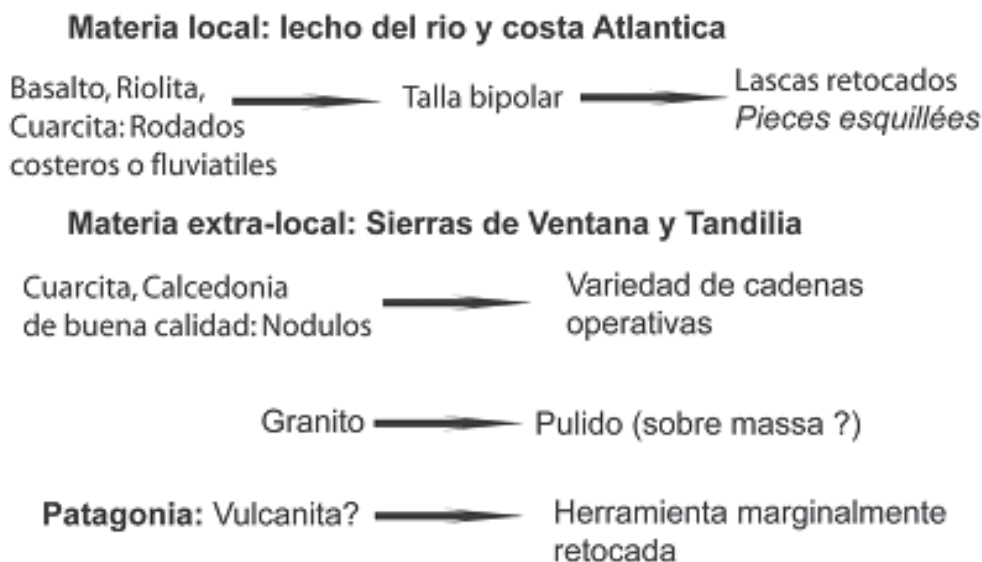 Materia local: lecho del rio y costa Atlantica
Basalto, Riolita,
Cuarcita: Rodados
costeros o fluviatiles
Talla bipolar
Lascas retocados
Pieces esquillées
Materia extra-local: Sierras de Ventana y Tandilia
Cuarcita, Calcedonia
de buena calidad: Nodulos
Variedad de cadenas
operativas
Granito
Pulido (sobre massa ?)
Patagonia: Vulcanita?
Herramienta marginalmente
retocada